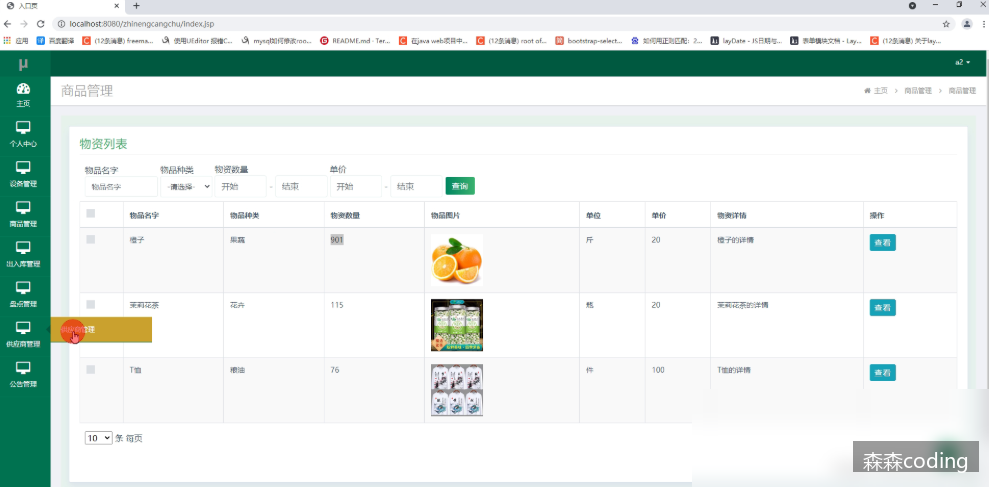 入口页
localhost:8080/zhinengcangchu/index.jsp
应用 百度翻译 (12条消息) freema... 使用UEditor 报错C... mysql如何修改roo... README.md · Ter... 在java web项目中... (12条消息) root of... bootstrap-select... 如何用正则匹配：2... layDate - JS日期与... 表单模块文档 - Lay... (12条消息) 关于lay...
μ
a2
商品管理
主页 > 商品管理 > 商品管理
主页
个人中心
设备管理
商品管理
出入库管理
盘点管理
供应商管理
公告管理
物资列表
物品名字 物品种类 物资数量 单价
物品名字 -请选择- 开始 - 结束 开始 - 结束 查询
物品名字 物品种类 物资数量 物品图片 单位 单价 物资详情 操作
橙子 果蔬 901 斤 20 橙子的详情 查看
茉莉花茶 花卉 115 瓶 20 茉莉花茶的详情 查看
管理
T恤 粮油 76 件 100 T恤的详情 查看
10 条 每页
森森coding